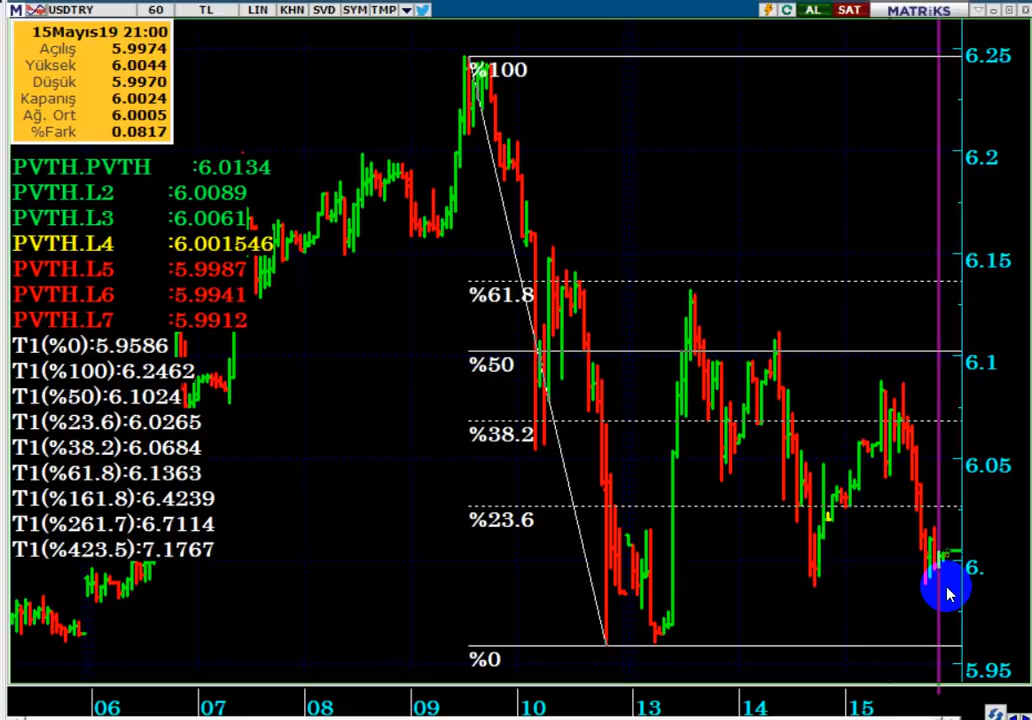 M USDTRY 60 TL LIN KHN SVD SYM TMP AL SAT MATRİKS
15Mayıs19 21:00
Açılış 5.9974
Yüksek 6.0044
Düşük 5.9970
Kapanış 6.0024
Ağ. Ort 6.0005
%Fark 0.0817
PVTH.PVTH :6.0134
PVTH.L2 :6.0089
PVTH.L3 :6.0061
PVTH.L4 :6.001546
PVTH.L5 :5.9987
PVTH.L6 :5.9941
PVTH.L7 :5.9912
T1(%0):5.9586
T1(%100):6.2462
T1(%50):6.1024
T1(%23.6):6.0265
T1(%38.2):6.0684
T1(%61.8):6.1363
T1(%161.8):6.4239
T1(%261.7):6.7114
T1(%423.5):7.1767
%100
%61.8
%50
%38.2
%23.6
%0
6.25
6.2
6.15
6.1
6.05
6.
5.95
06 07 08 09 10 13 14 15